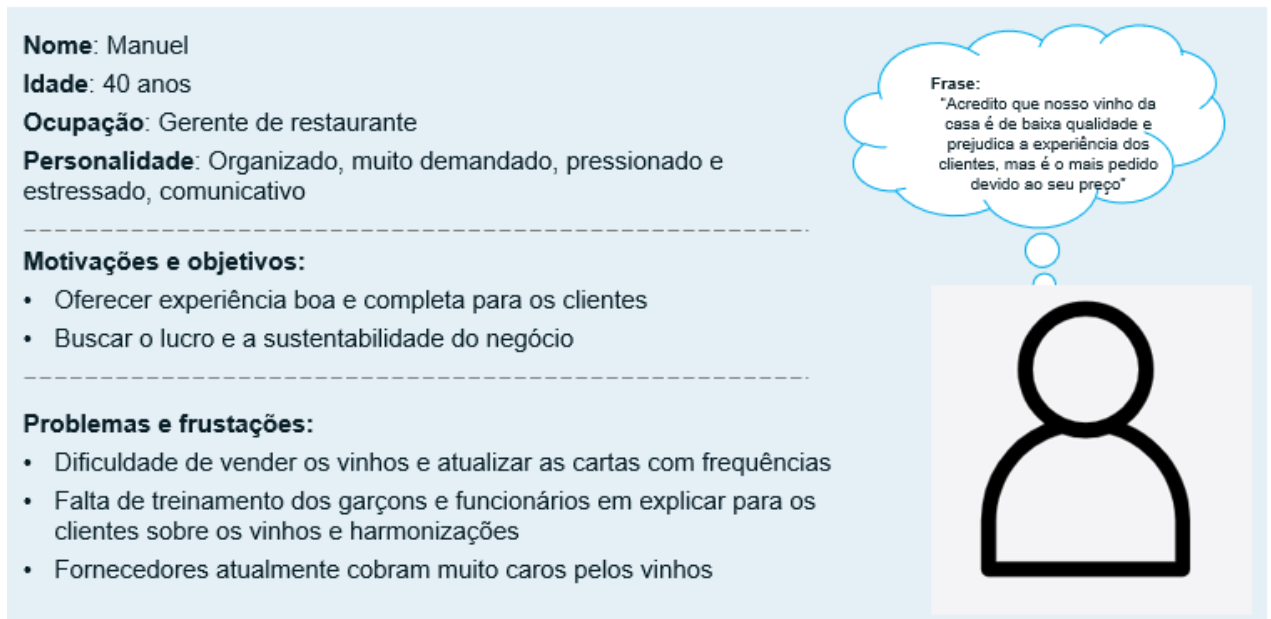 Nome: Manuel
Idade: 40 anos
Ocupação: Gerente de restaurante
Personalidade: Organizado, muito demandado, pressionado e
estressado, comunicativo
Motivações e objetivos:
• Oferecer experiência boa e completa para os clientes
• Buscar o lucro e a sustentabilidade do negócio
Problemas e frustações:
• Dificuldade de vender os vinhos e atualizar as cartas com frequências
• Falta de treinamento dos garçons e funcionários em explicar para os
clientes sobre os vinhos e harmonizações
• Fornecedores atualmente cobram muito caros pelos vinhos
Frase:
"Acredito que nosso vinho da
casa é de baixa qualidade e
prejudica a experiência dos
clientes, mas é o mais pedido
devido ao seu preço"